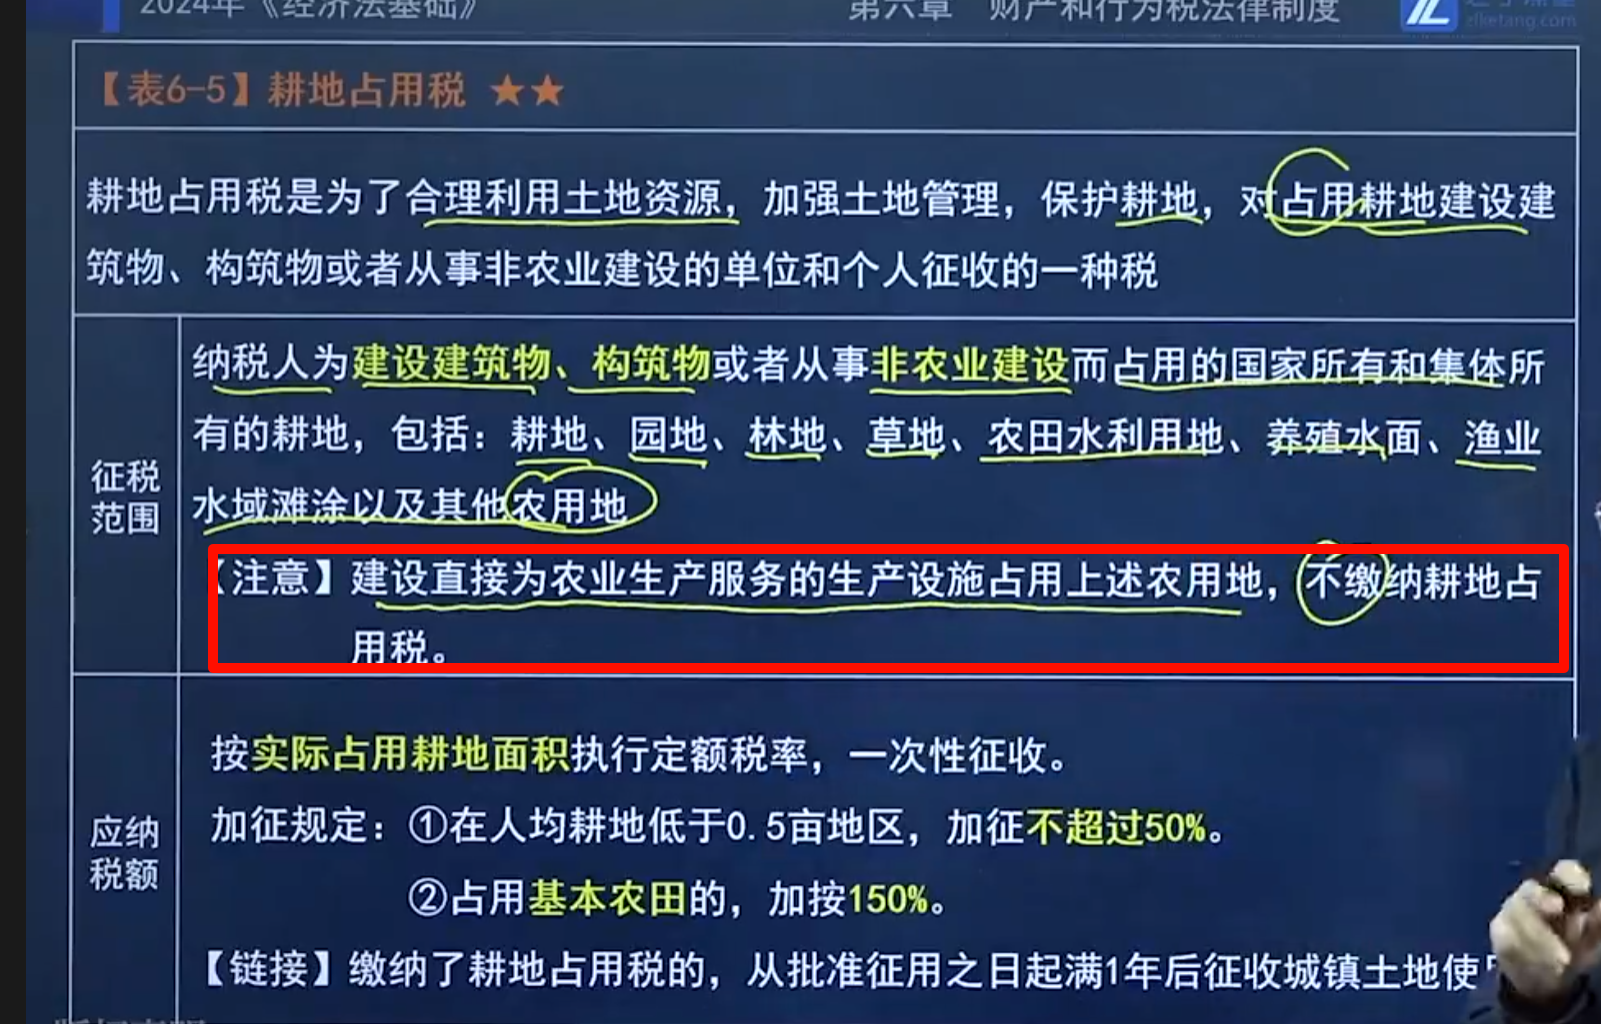 2024年《经济法基础》
第六章 财产和行为税法律制度
zlketang.com
【表6-5】耕地占用税 ★★
耕地占用税是为了合理利用土地资源，加强土地管理，保护耕地，对占用耕地建设建
筑物、构筑物或者从事非农业建设的单位和个人征收的一种税
征税
范围
纳税人为建设建筑物、构筑物或者从事非农业建设而占用的国家所有和集体所
有的耕地，包括：耕地、园地、林地、草地、农田水利用地、养殖水面、渔业
水域滩涂以及其他农用地
【注意】建设直接为农业生产服务的生产设施占用上述农用地，不缴纳耕地占
用税。
应纳
税额
按实际占用耕地面积执行定额税率，一次性征收。
加征规定：①在人均耕地低于0.5亩地区，加征不超过50%。
②占用基本农田的，加按150%。
【链接】缴纳了耕地占用税的，从批准征用之日起满1年后征收城镇土地使